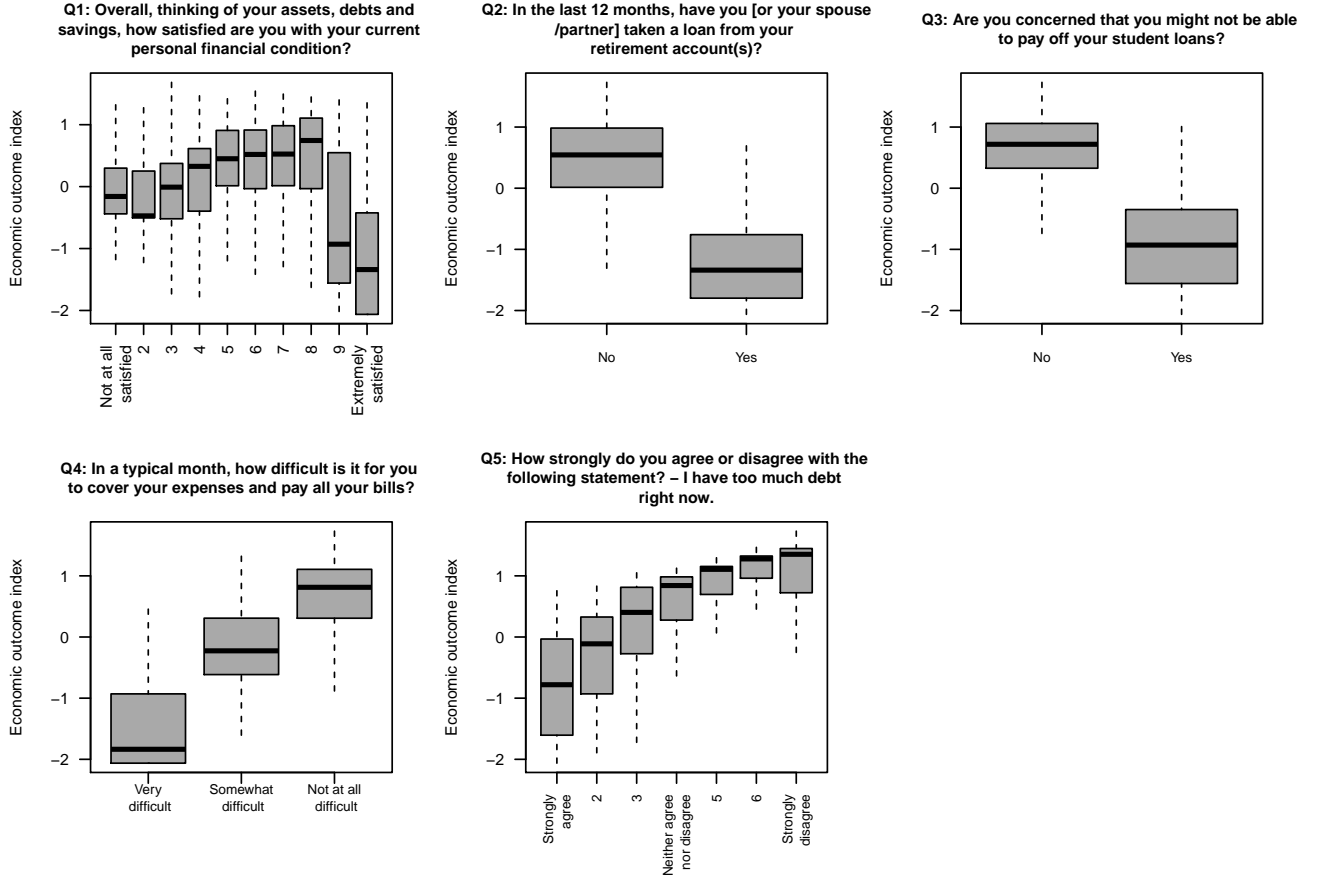 Q1: Overall, thinking of your assets, debts and
savings, how satisfied are you with your current
personal financial condition?
Economic outcome index
1
0
−1
−2
Not at all
satisfied
2
3
4
5
6
7
8
9
Extremely
satisfied
Q2: In the last 12 months, have you [or your spouse
/partner] taken a loan from your
retirement account(s)?
Economic outcome index
1
0
−1
−2
No
Yes
Q3: Are you concerned that you might not be able
to pay off your student loans?
Economic outcome index
1
0
−1
−2
No
Yes
Q4: In a typical month, how difficult is it for you
to cover your expenses and pay all your bills?
Economic outcome index
1
0
−1
−2
Very
difficult
Somewhat
difficult
Not at all
difficult
Q5: How strongly do you agree or disagree with the
following statement? – I have too much debt
right now.
Economic outcome index
1
0
−1
−2
Strongly
agree
2
3
Neither agree
nor disagree
5
6
Strongly
disagree